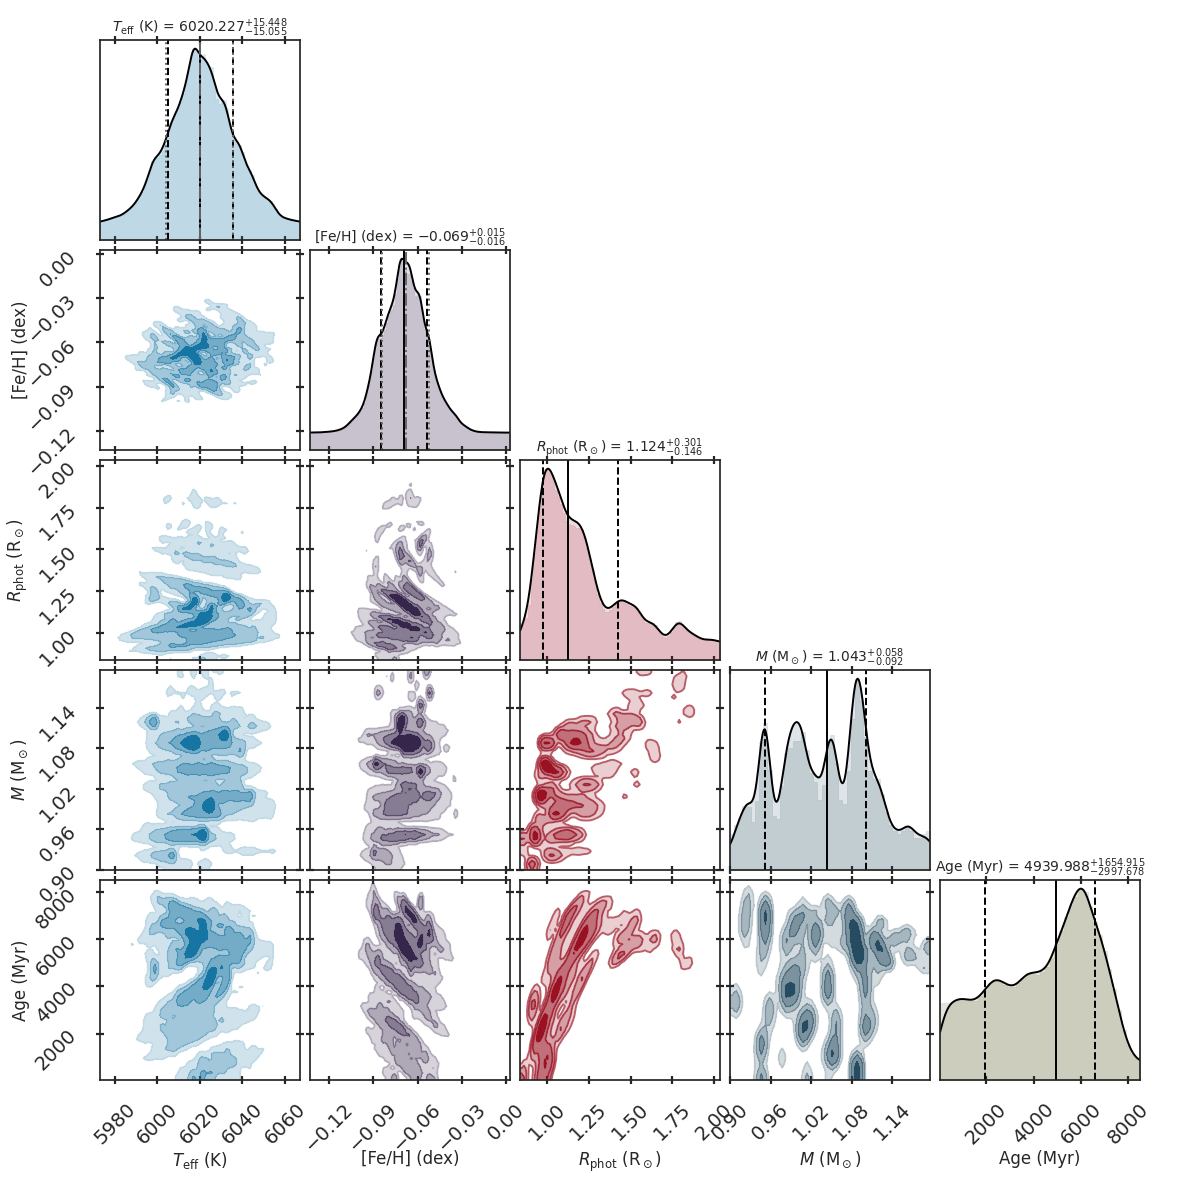 T_eff (K) = 6020.227 +15.448 −15.055
[Fe/H] (dex) = −0.069 +0.015 −0.016
0.00
−0.03
−0.06
−0.09
−0.12
[Fe/H] (dex)
R_phot (R⊙) = 1.124 +0.301 −0.146
2.00
1.75
1.50
1.25
1.00
R_phot (R⊙)
M (M⊙) = 1.043 +0.058 −0.092
1.14
1.08
1.02
0.96
0.90
M (M⊙)
Age (Myr) = 4939.988 +1654.915 −2997.678
8000
6000
4000
2000
Age (Myr)
5980 6000 6020 6040 6060
−0.12 −0.09 −0.06 −0.03 0.00
1.00 1.25 1.50 1.75 2.00
0.90 0.96 1.02 1.08 1.14
2000 4000 6000 8000
T_eff (K) [Fe/H] (dex) R_phot (R⊙) M (M⊙) Age (Myr)